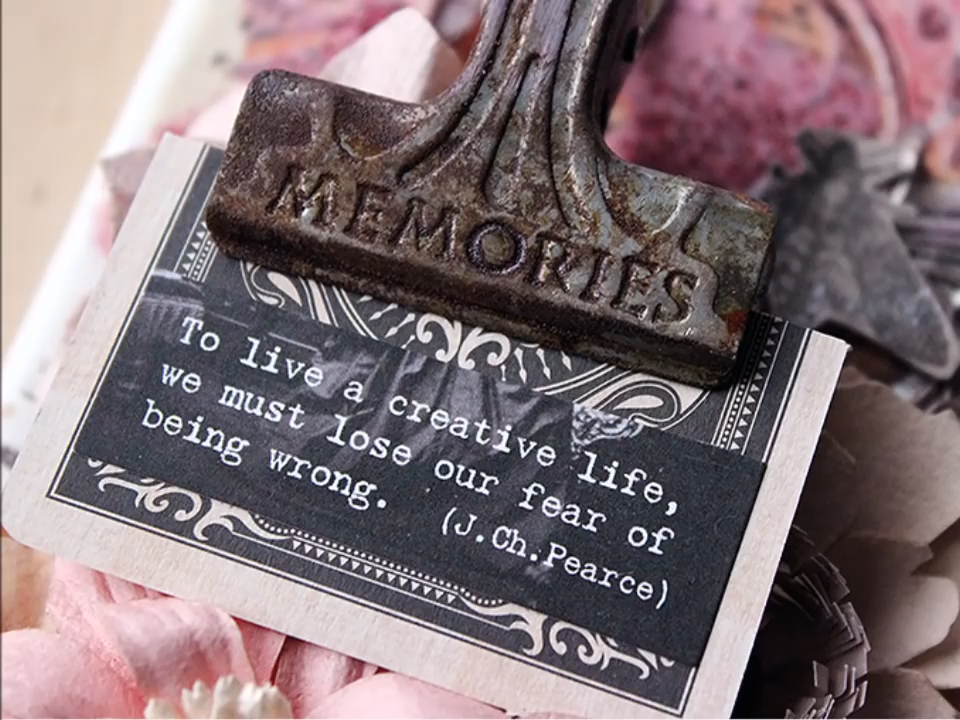 MEMORIES
To live a creative life,
we must lose our fear of
being wrong.
(J.Ch.Pearce)